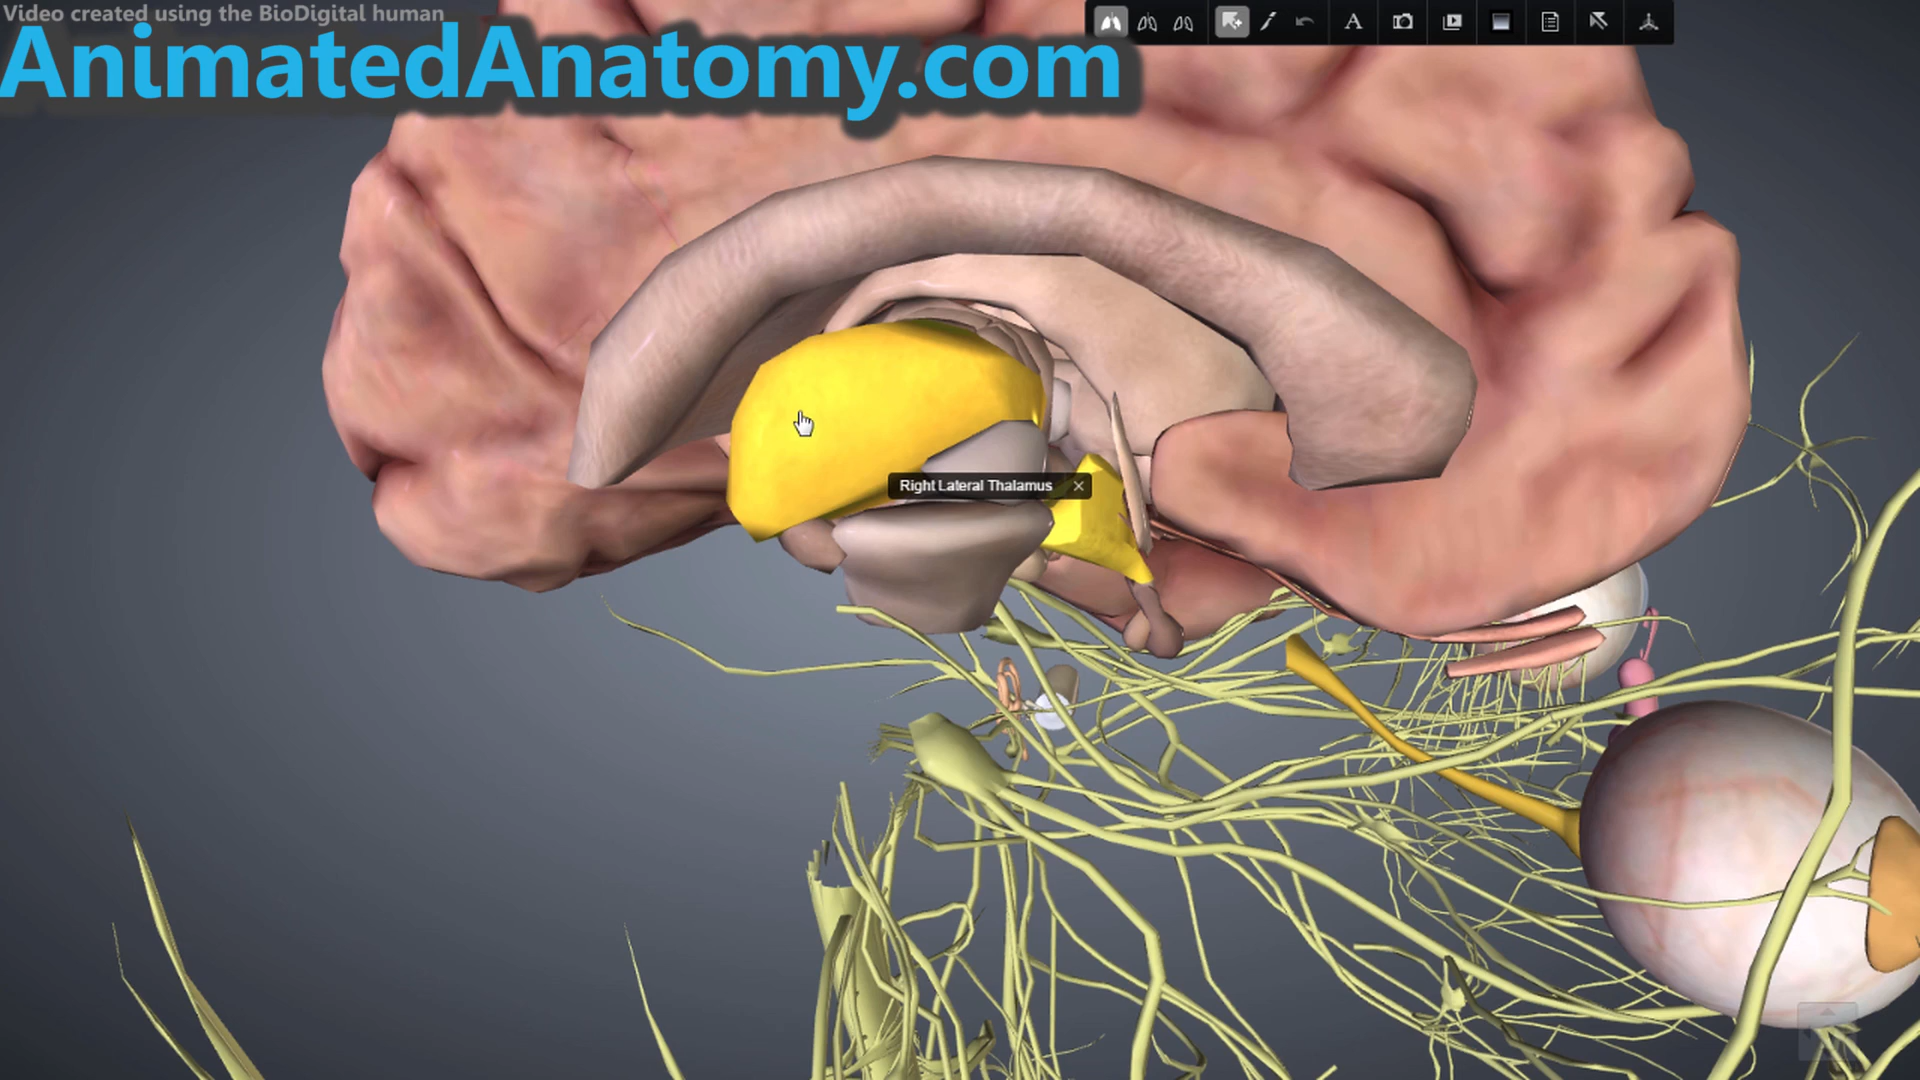 Video created using the BioDigital human
AnimatedAnatomy.com
A
Right Lateral Thalamus ×